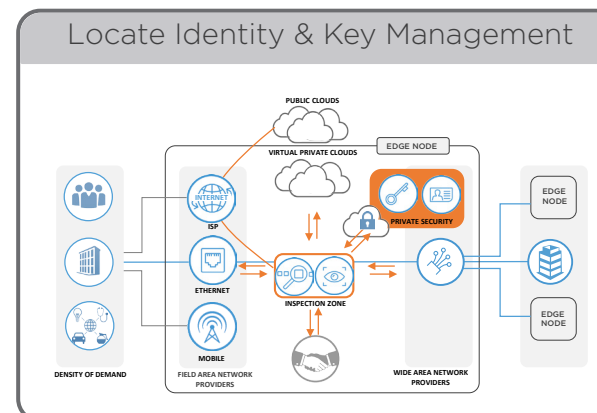 Locate Identity & Key Management
PUBLIC CLOUDS
EDGE NODE
VIRTUAL PRIVATE CLOUDS
INTERNET
ISP
PRIVATE SECURITY
EDGE
NODE
ETHERNET
INSPECTION ZONE
EDGE
NODE
MOBILE
DENSITY OF DEMAND
FIELD AREA NETWORK
PROVIDERS
WIDE AREA NETWORK
PROVIDERS